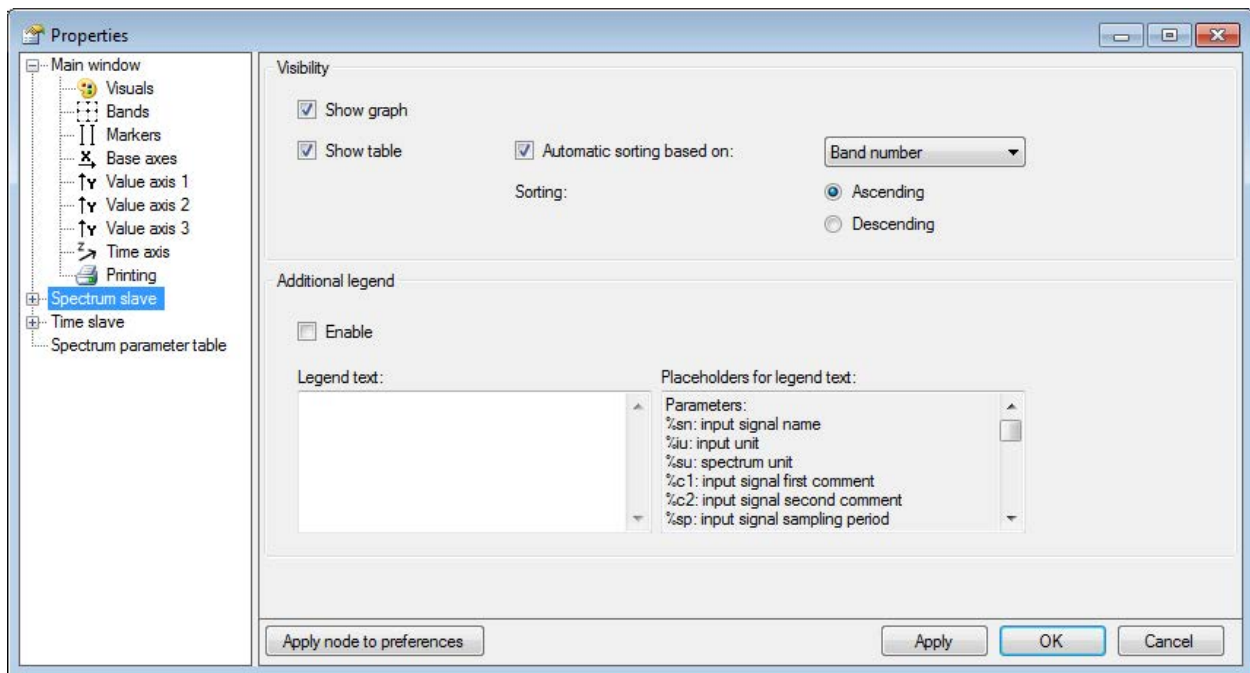 Properties
Main window
Visuals
Bands
Markers
Base axes
Value axis 1
Value axis 2
Value axis 3
Time axis
Printing
Spectrum slave
Time slave
Spectrum parameter table
Visibility
Show graph
Show table
Automatic sorting based on:
Band number
Sorting:
Ascending
Descending
Additional legend
Enable
Legend text:
Placeholders for legend text:
Parameters:
%sn: input signal name
%iu: input unit
%su: spectrum unit
%c1: input signal first comment
%c2: input signal second comment
%sp: input signal sampling period
Apply node to preferences
Apply
OK
Cancel